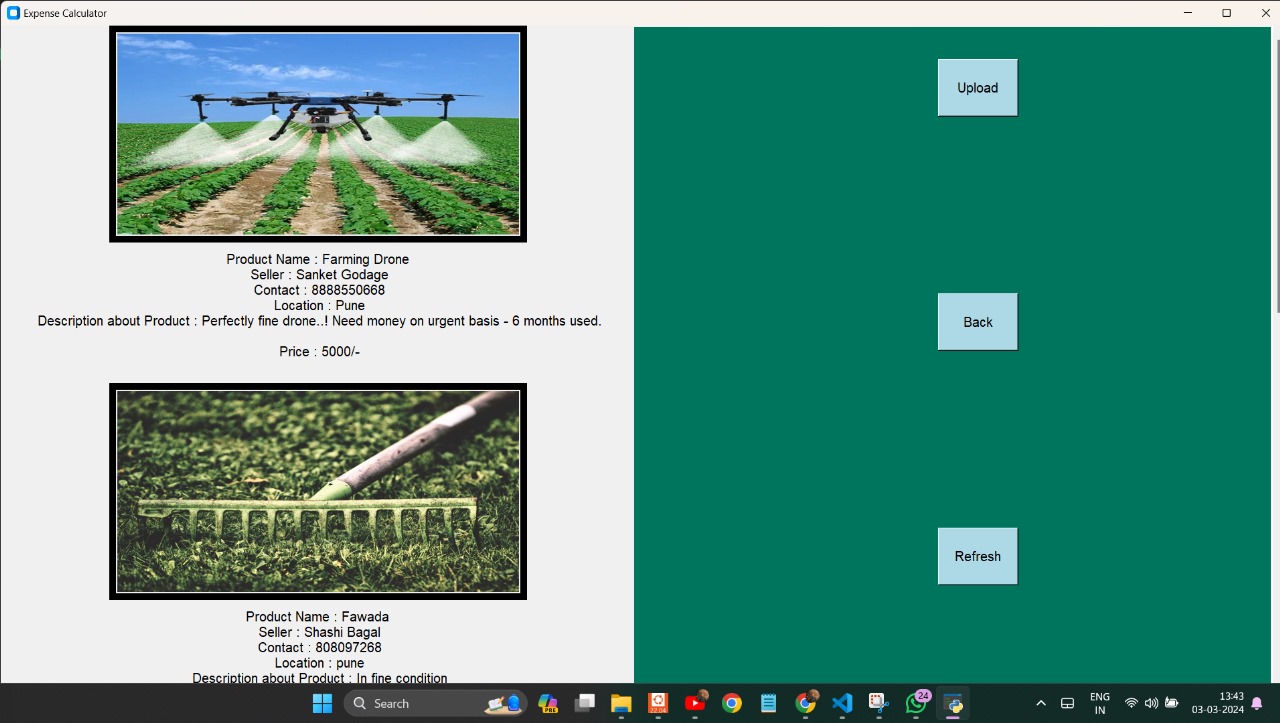 Expense Calculator
Upload
Product Name : Farming Drone
Seller : Sanket Godage
Contact : 8888550668
Location : Pune
Description about Product : Perfectly fine drone..! Need money on urgent basis - 6 months used.
Price : 5000/-
Back
Refresh
Product Name : Fawada
Seller : Shashi Bagal
Contact : 808097268
Location : pune
Description about Product : In fine condition
Search
PRE
22.04
24
ENG
IN
13:43
03-03-2024